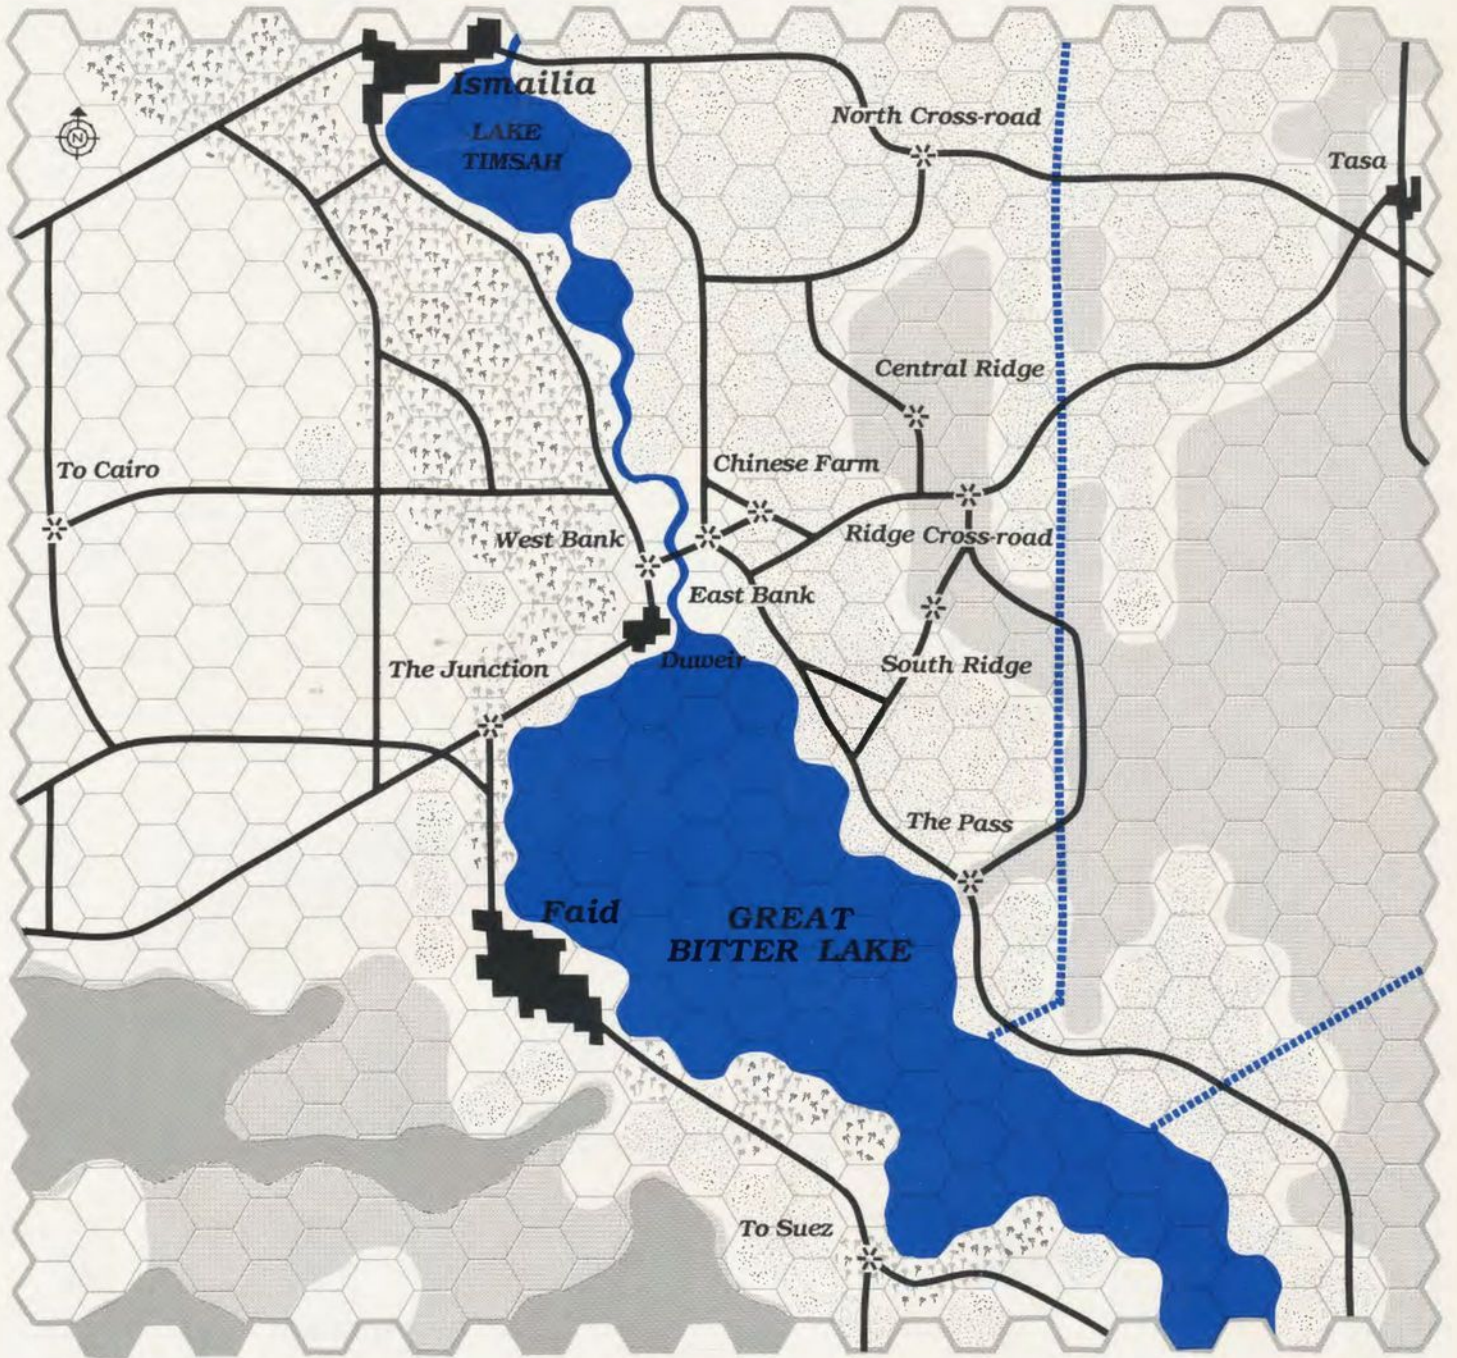 Ismailia
LAKE
TIMSAH
N
North Cross-road
Tasa
Central Ridge
To Cairo
Chinese Farm
West Bank
Ridge Cross-road
East Bank
The Junction
Duweir
South Ridge
The Pass
Faid
GREAT
BITTER LAKE
To Suez